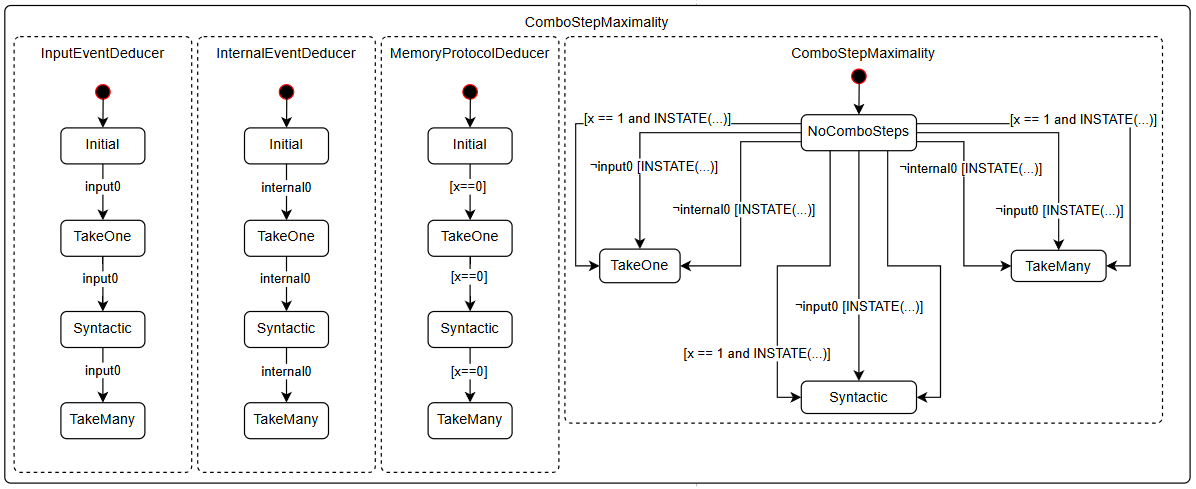 ComboStepMaximality
InputEventDeducer
InternalEventDeducer
MemoryProtocolDeducer
ComboStepMaximality
Initial
input0
TakeOne
input0
Syntactic
input0
TakeMany
Initial
internal0
TakeOne
internal0
Syntactic
internal0
TakeMany
Initial
[x==0]
TakeOne
[x==0]
Syntactic
[x==0]
TakeMany
[x == 1 and INSTATE(...)]
NoComboSteps
[x == 1 and INSTATE(...)]
¬input0 [INSTATE(...)]
¬internal0 [INSTATE(...)]
¬internal0 [INSTATE(...)]
¬input0 [INSTATE(...)]
TakeOne
TakeMany
¬input0 [INSTATE(...)]
[x == 1 and INSTATE(...)]
Syntactic